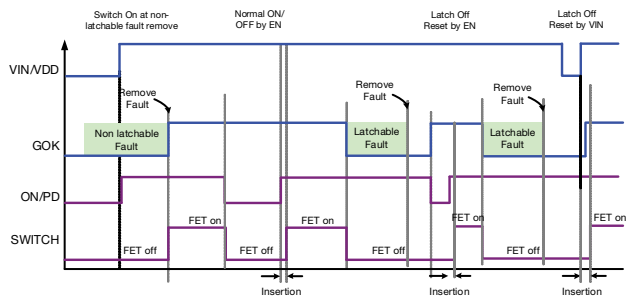 Switch On at non-
latchable fault remove
Normal ON/
OFF by EN
Latch Off
Reset by EN
Latch Off
Reset by VIN
VIN/VDD
Remove
Fault
Remove
Fault
Remove
Fault
Non latchable
Fault
Latchable
Fault
Latchable
Fault
GOK
ON/PD
FET on
FET on
FET on
FET on
SWITCH
FET off
FET off
FET off
FET off
Insertion
Insertion
Insertion